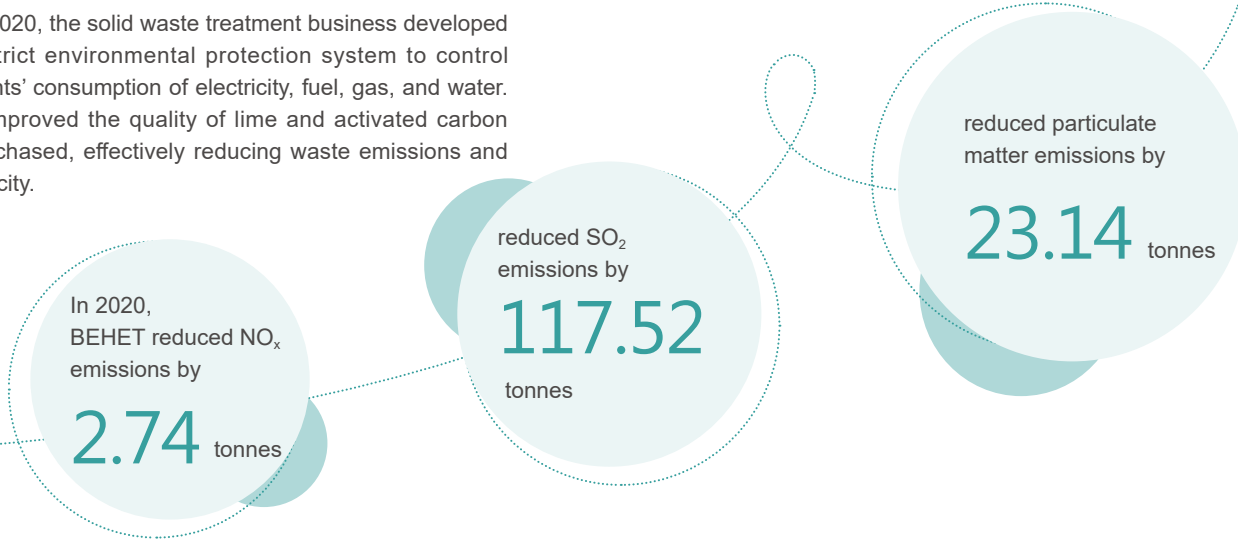 020, the solid waste treatment business developed
trict environmental protection system to control
nts’ consumption of electricity, fuel, gas, and water.
mproved the quality of lime and activated carbon
chased, effectively reducing waste emissions and
city.
reduced particulate
matter emissions by
23.14 tonnes
reduced SO₂
emissions by
117.52
tonnes
In 2020,
BEHET reduced NOₓ
emissions by
2.74 tonnes